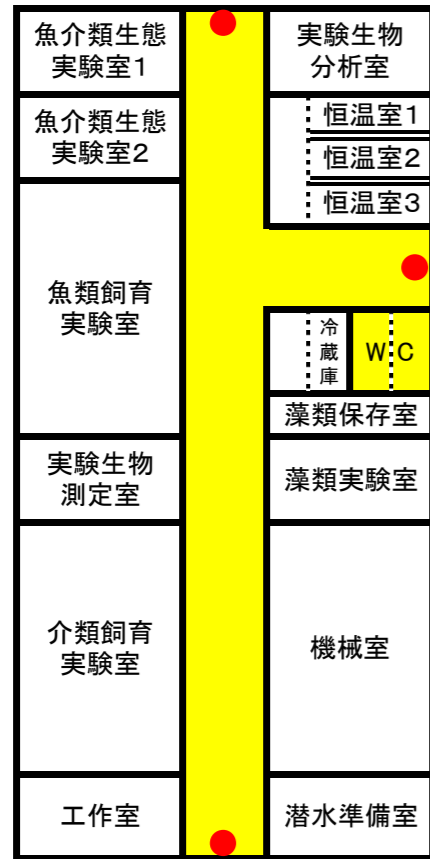 魚介類生態
実験室1
魚介類生態
実験室2
魚類飼育
実験室
実験生物
測定室
介類飼育
実験室
工作室
実験生物
分析室
恒温室1
恒温室2
恒温室3
冷
蔵
庫
WC
藻類保存室
藻類実験室
機械室
潜水準備室